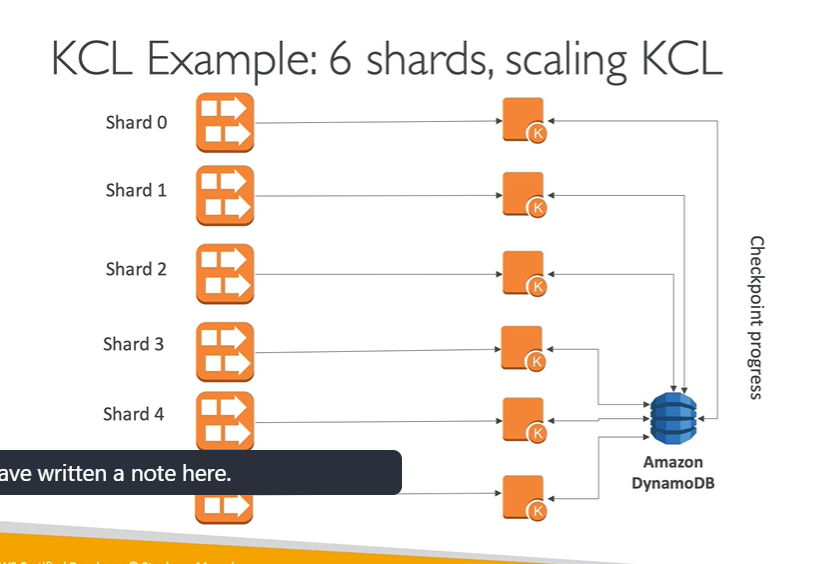 KCL Example: 6 shards, scaling KCL
Shard 0
K
Shard 1
K
Shard 2
K
Checkpoint progress
Shard 3
K
Shard 4
K
Amazon
DynamoDB
ave written a note here.
K